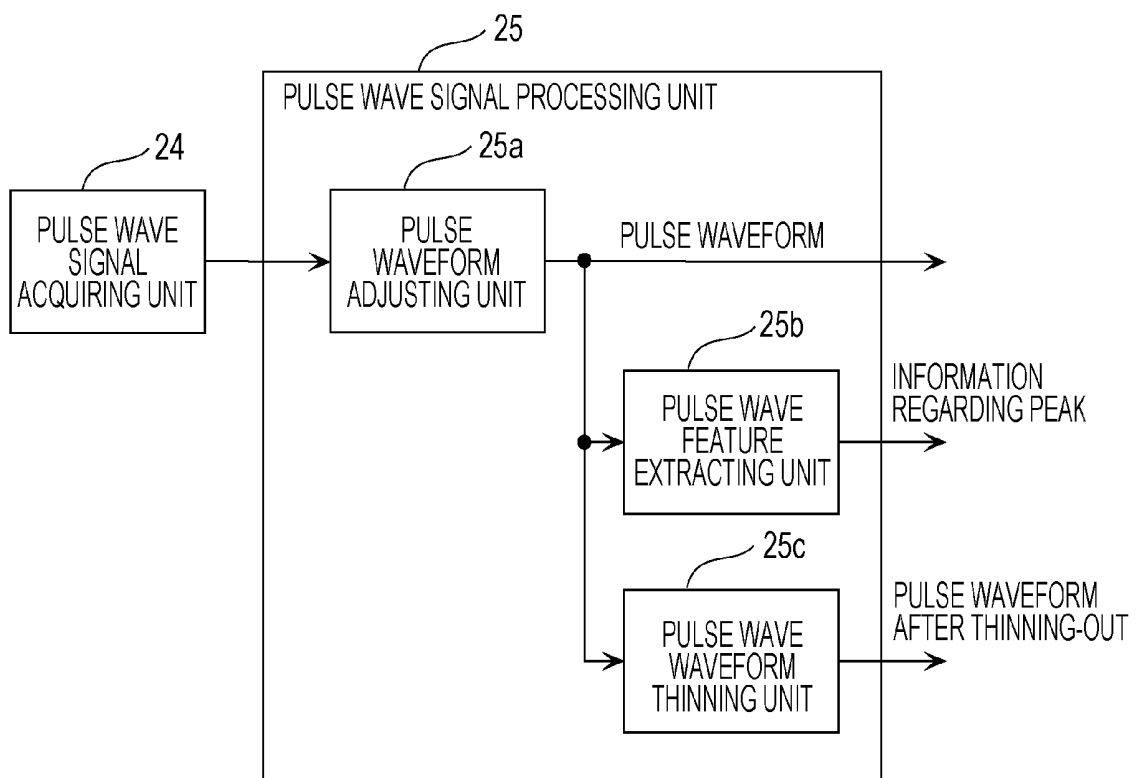 25
PULSE WAVE SIGNAL PROCESSING UNIT
24
25a
PULSE WAVE
SIGNAL
ACQUIRING UNIT
PULSE
WAVEFORM
ADJUSTING UNIT
PULSE WAVEFORM
25b
PULSE WAVE
FEATURE
EXTRACTING UNIT
INFORMATION
REGARDING PEAK
25c
PULSE WAVE
WAVEFORM
THINNING UNIT
PULSE WAVEFORM
AFTER THINNING-OUT